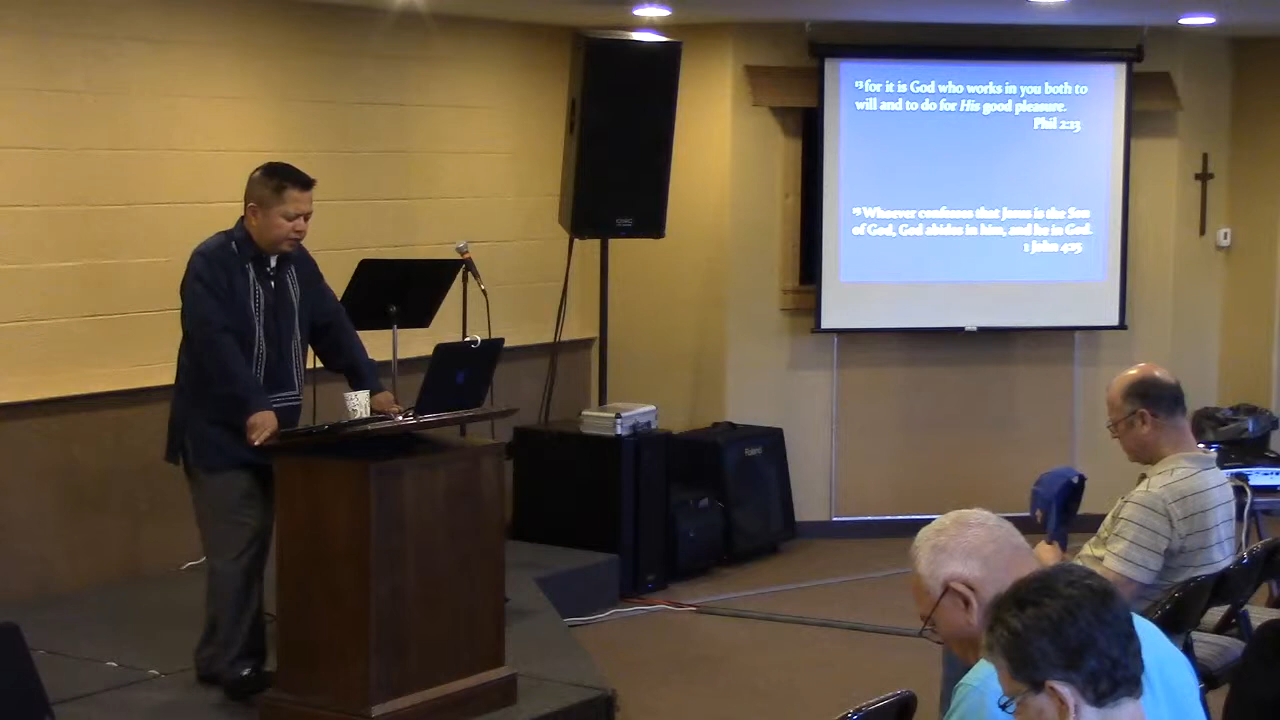 ¹³ for it is God who works in you both to
will and to do for His good pleasure.
Phil 2:13
¹⁵ Whoever confesses that Jesus is the Son
of God, God abides in him, and he in God.
1 John 4:15
Roland